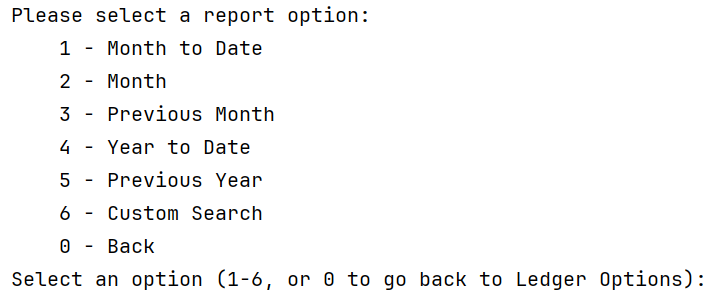 Please select a report option:
    1 - Month to Date
    2 - Month
    3 - Previous Month
    4 - Year to Date
    5 - Previous Year
    6 - Custom Search
    0 - Back
Select an option (1-6, or 0 to go back to Ledger Options):